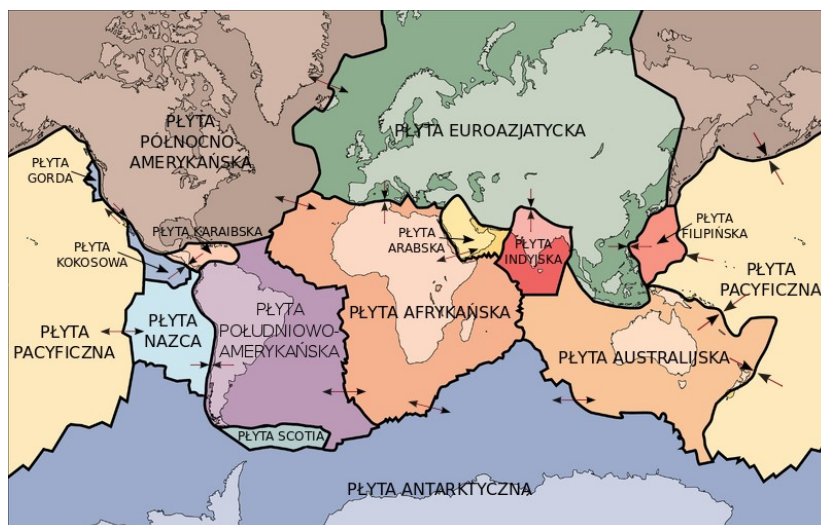 PŁYTA
PÓŁNOCNO-
AMERYKAŃSKA
PŁYTA EUROAZJATYCKA
PŁYTA
GORDA
PŁYTA KARAIBSKA
PŁYTA
KOKOSOWA
PŁYTA
ARABSKA
PŁYTA
INDYJSKA
PŁYTA
FILIPIŃSKA
PŁYTA
PACYFICZNA
PŁYTA
PACYFICZNA
PŁYTA
NAZCA
PŁYTA
POŁUDNIOWO-
AMERYKAŃSKA
PŁYTA AFRYKAŃSKA
PŁYTA AUSTRALIJSKA
PŁYTA SCOTIA
PŁYTA ANTARKTYCZNA